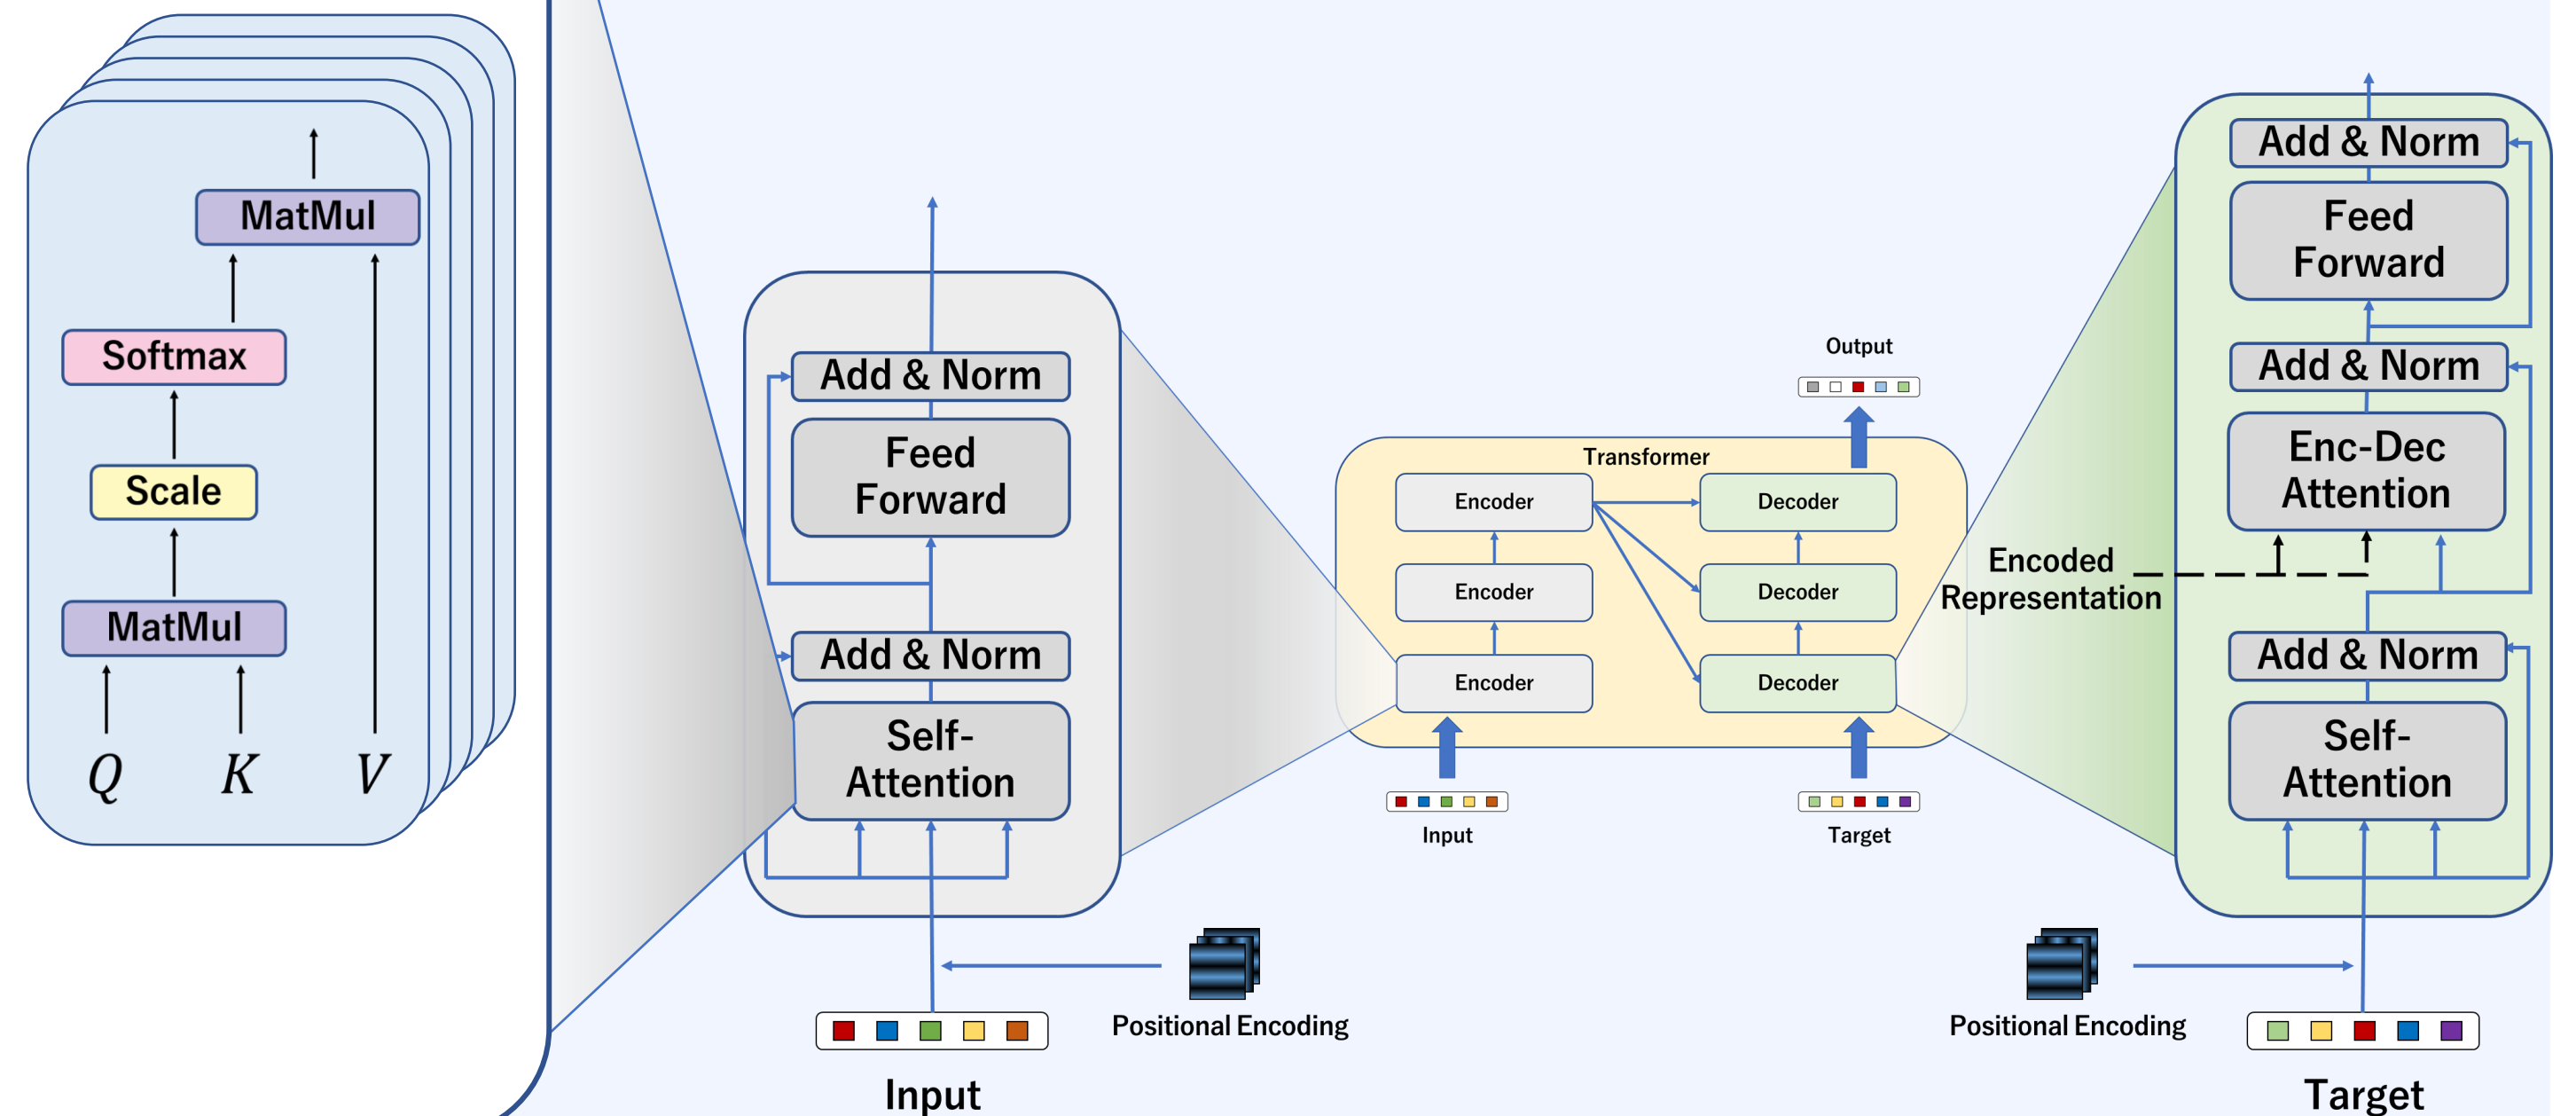 MatMul
Softmax
Scale
MatMul
Q K V
Add & Norm
Feed
Forward
Add & Norm
Self-
Attention
Positional Encoding
Input
Output
Transformer
Encoder
Decoder
Encoder
Decoder
Encoder
Decoder
Input
Target
Add & Norm
Feed
Forward
Add & Norm
Enc-Dec
Attention
Encoded
Representation
Add & Norm
Self-
Attention
Positional Encoding
Target